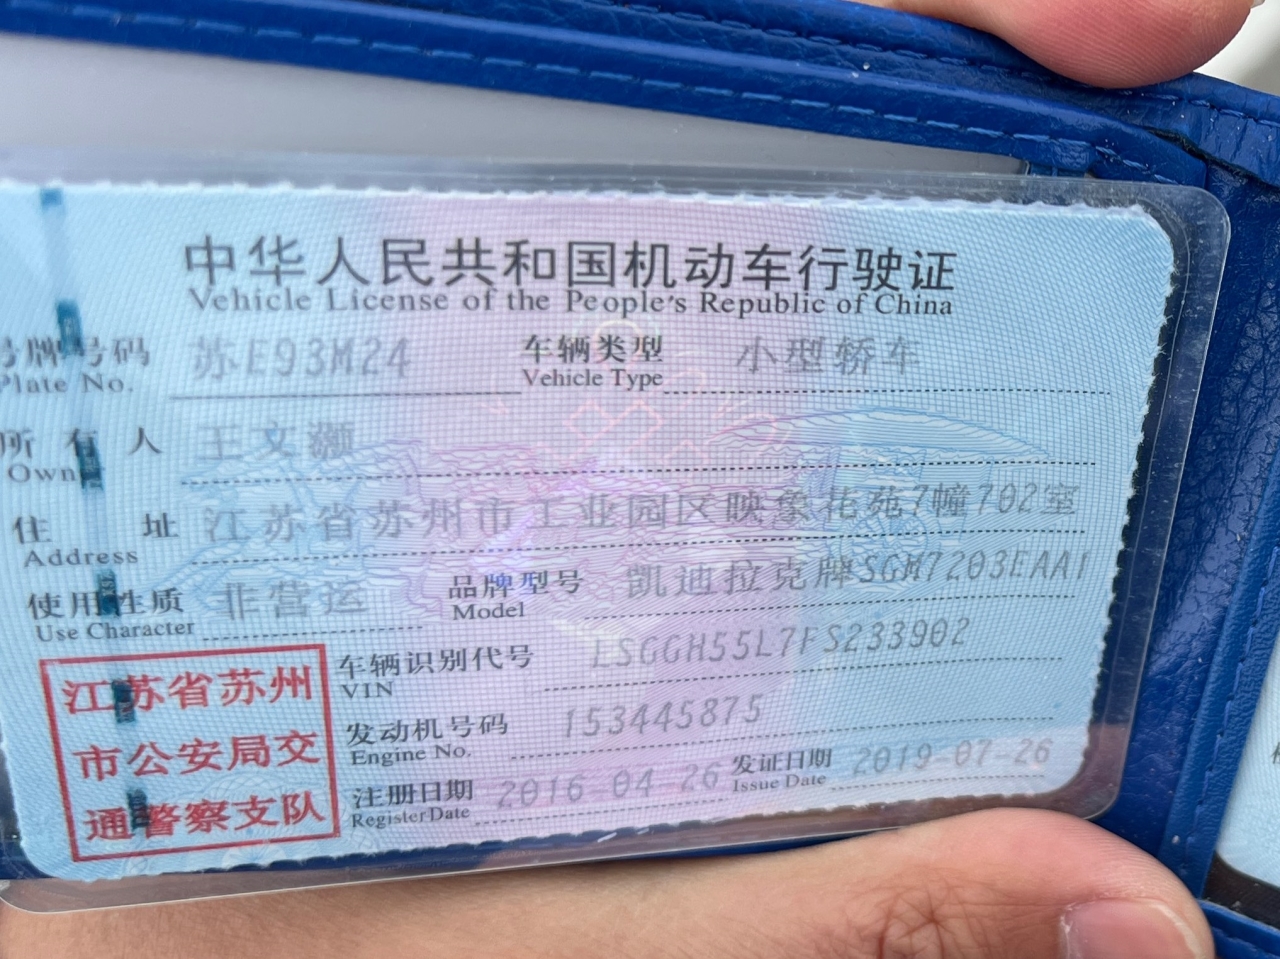 中华人民共和国机动车行驶证
Vehicle License of the People's Republic of China
号牌号码 苏E93M24 车辆类型 小型轿车
Plate No. Vehicle Type
所有人 王文灏
Owner
住址 江苏省苏州市工业园区映象花苑7幢702室
Address
使用性质 非营运 品牌型号 凯迪拉克牌SGM7203EAA1
Use Character Model
江苏省苏州
市公安局交
通警察支队
车辆识别代号 LSGGH55L7FS233902
VIN
发动机号码 153445875
Engine No.
注册日期 2016-04-26 发证日期 2019-07-26
Register Date Issue Date